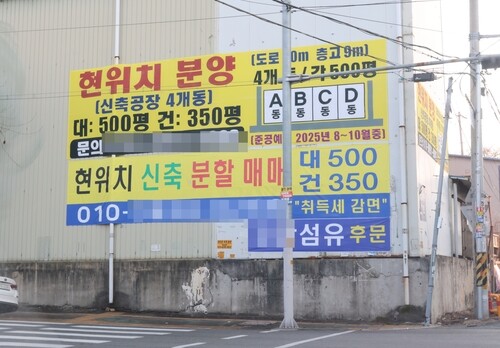 현위치 분양
(신축공장 4개동)
대: 500평 건: 350평
문의
(도로 0m 층고 9m)
4개동/각500평
A동 B동 C동 D동
(준공예 2025년 8~10월중)
현위치 신축 분할 매매
대 500
건 350
010-
"취득세 감면"
섬유 후문